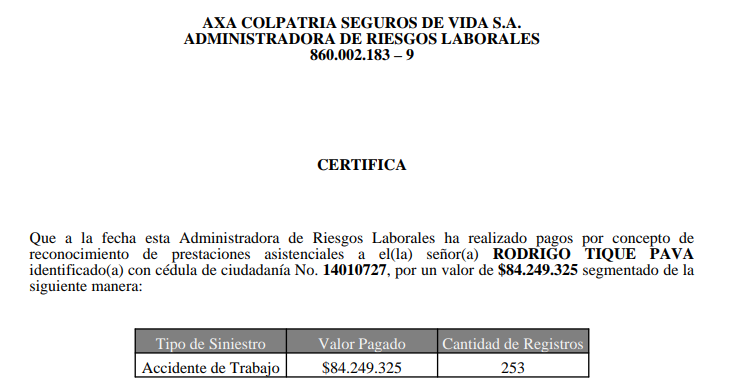 AXA COLPATRIA SEGUROS DE VIDA S.A.
ADMINISTRADORA DE RIESGOS LABORALES
860.002.183 – 9
CERTIFICA
Que a la fecha esta Administradora de Riesgos Laborales ha realizado pagos por concepto de
reconocimiento de prestaciones asistenciales a el(la) señor(a) RODRIGO TIQUE PAVA
identificado(a) con cédula de ciudadanía No. 14010727, por un valor de $84.249.325 segmentado de la
siguiente manera:
Tipo de Siniestro Valor Pagado Cantidad de Registros
Accidente de Trabajo $84.249.325 253